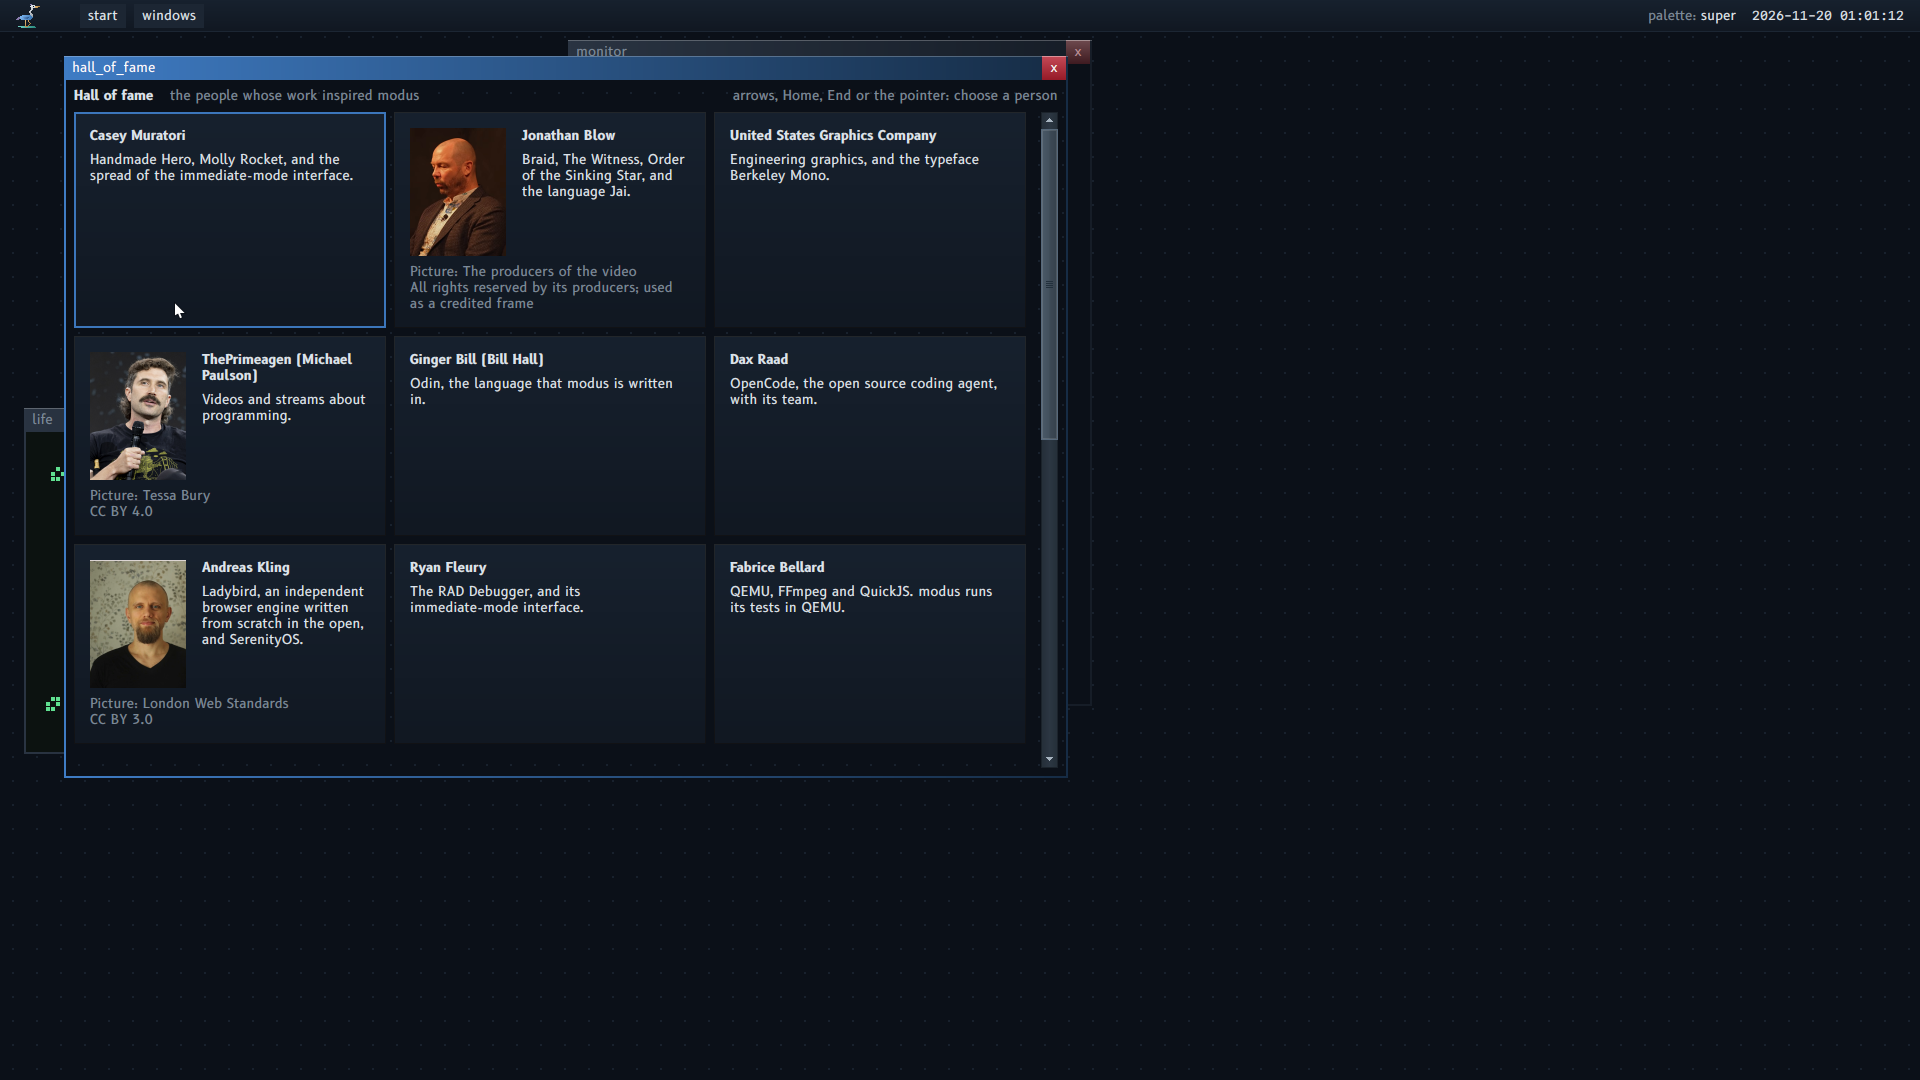 start windows palette: super 2026-11-20 01:01:12
monitor x
hall_of_fame x
Hall of fame the people whose work inspired modus arrows, Home, End or the pointer: choose a person
Casey Muratori
Handmade Hero, Molly Rocket, and the
spread of the immediate-mode interface.
Jonathan Blow
Braid, The Witness, Order
of the Sinking Star, and
the language Jai.
Picture: The producers of the video
All rights reserved by its producers; used
as a credited frame
United States Graphics Company
Engineering graphics, and the typeface
Berkeley Mono.
ThePrimeagen (Michael
Paulson)
Videos and streams about
programming.
Picture: Tessa Bury
CC BY 4.0
Ginger Bill (Bill Hall)
Odin, the language that modus is written
in.
Dax Raad
OpenCode, the open source coding agent,
with its team.
life
Andreas Kling
Ladybird, an independent
browser engine written
from scratch in the open,
and SerenityOS.
Picture: London Web Standards
CC BY 3.0
Ryan Fleury
The RAD Debugger, and its
immediate-mode interface.
Fabrice Bellard
QEMU, FFmpeg and QuickJS. modus runs
its tests in QEMU.